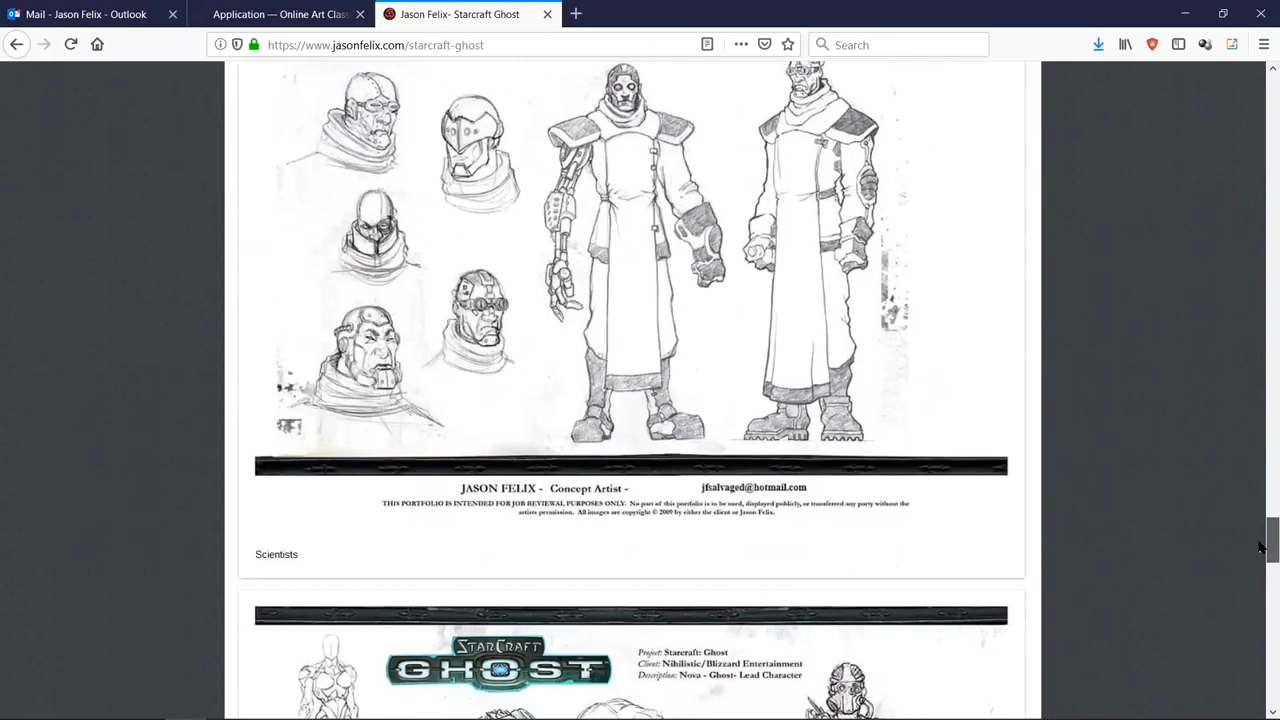 Mail - Jason Felix - Outlook
Application — Online Art Class
Jason Felix- Starcraft Ghost
https://www.jasonfelix.com/starcraft-ghost
Search
JASON FELIX - Concept Artist -
jfsalvaged@hotmail.com
THIS PORTFOLIO IS INTENDED FOR JOB REVIEWAL PURPOSES ONLY. No part of this portfolio is to be used, displayed publicly, or transferred any party without the
artists permission. All images are copyright © 2009 by either the client or Jason Felix.
Scientists
STARCRAFT
GHOST
Project: Starcraft: Ghost
Client: Nihilistic/Blizzard Entertainment
Description: Nova - Ghost- Lead Character